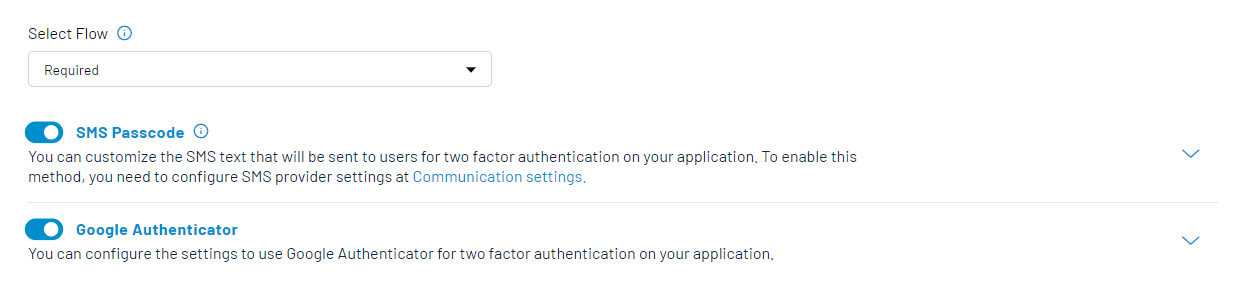 Select Flow
Required
SMS Passcode
You can customize the SMS text that will be sent to users for two factor authentication on your application. To enable this
method, you need to configure SMS provider settings at Communication settings.
Google Authenticator
You can configure the settings to use Google Authenticator for two factor authentication on your application.